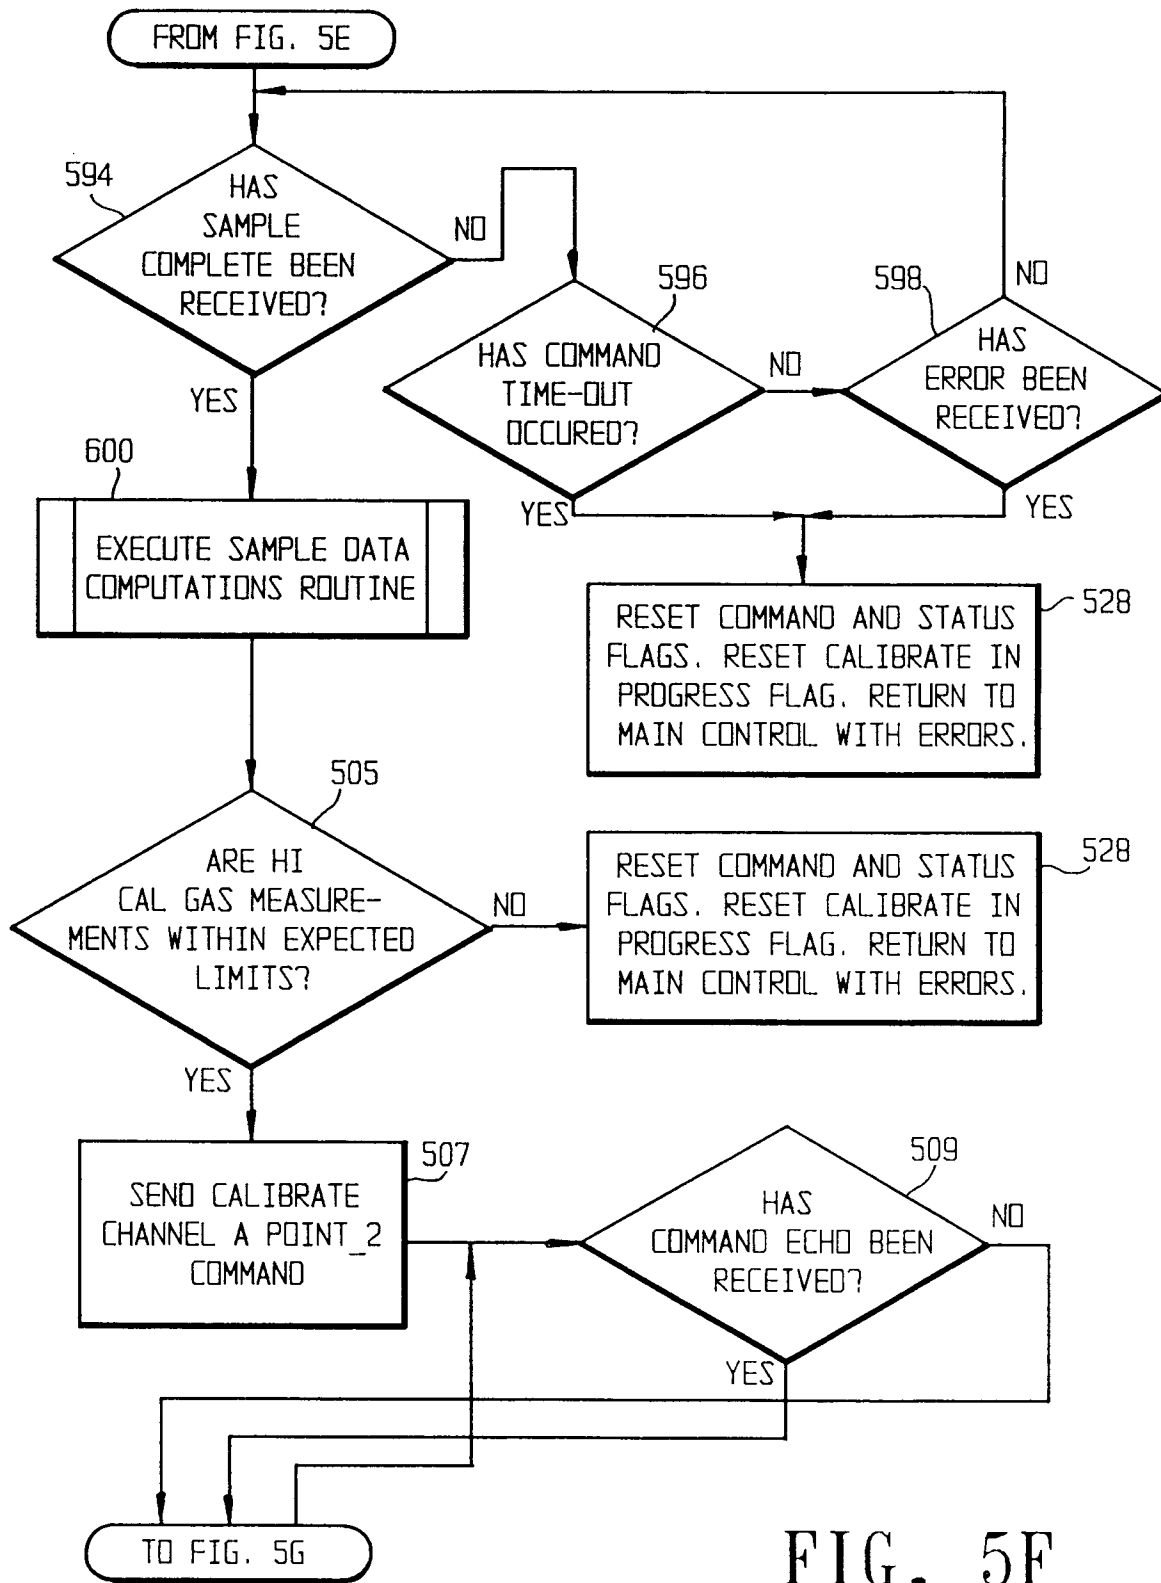 FROM FIG. 5E
594
HAS
SAMPLE
COMPLETE BEEN
RECEIVED?
NO
YES
596
HAS COMMAND
TIME-OUT
OCCURED?
NO
YES
598
NO
HAS
ERROR BEEN
RECEIVED?
YES
600
EXECUTE SAMPLE DATA
COMPUTATIONS ROUTINE
528
RESET COMMAND AND STATUS
FLAGS. RESET CALIBRATE IN
PROGRESS FLAG. RETURN TO
MAIN CONTROL WITH ERRORS.
505
ARE HI
CAL GAS MEASURE-
MENTS WITHIN EXPECTED
LIMITS?
NO
YES
528
RESET COMMAND AND STATUS
FLAGS. RESET CALIBRATE IN
PROGRESS FLAG. RETURN TO
MAIN CONTROL WITH ERRORS.
507
SEND CALIBRATE
CHANNEL A POINT_2
COMMAND
509
HAS
COMMAND ECHO BEEN
RECEIVED?
NO
YES
TO FIG. 5G
FIG. 5F